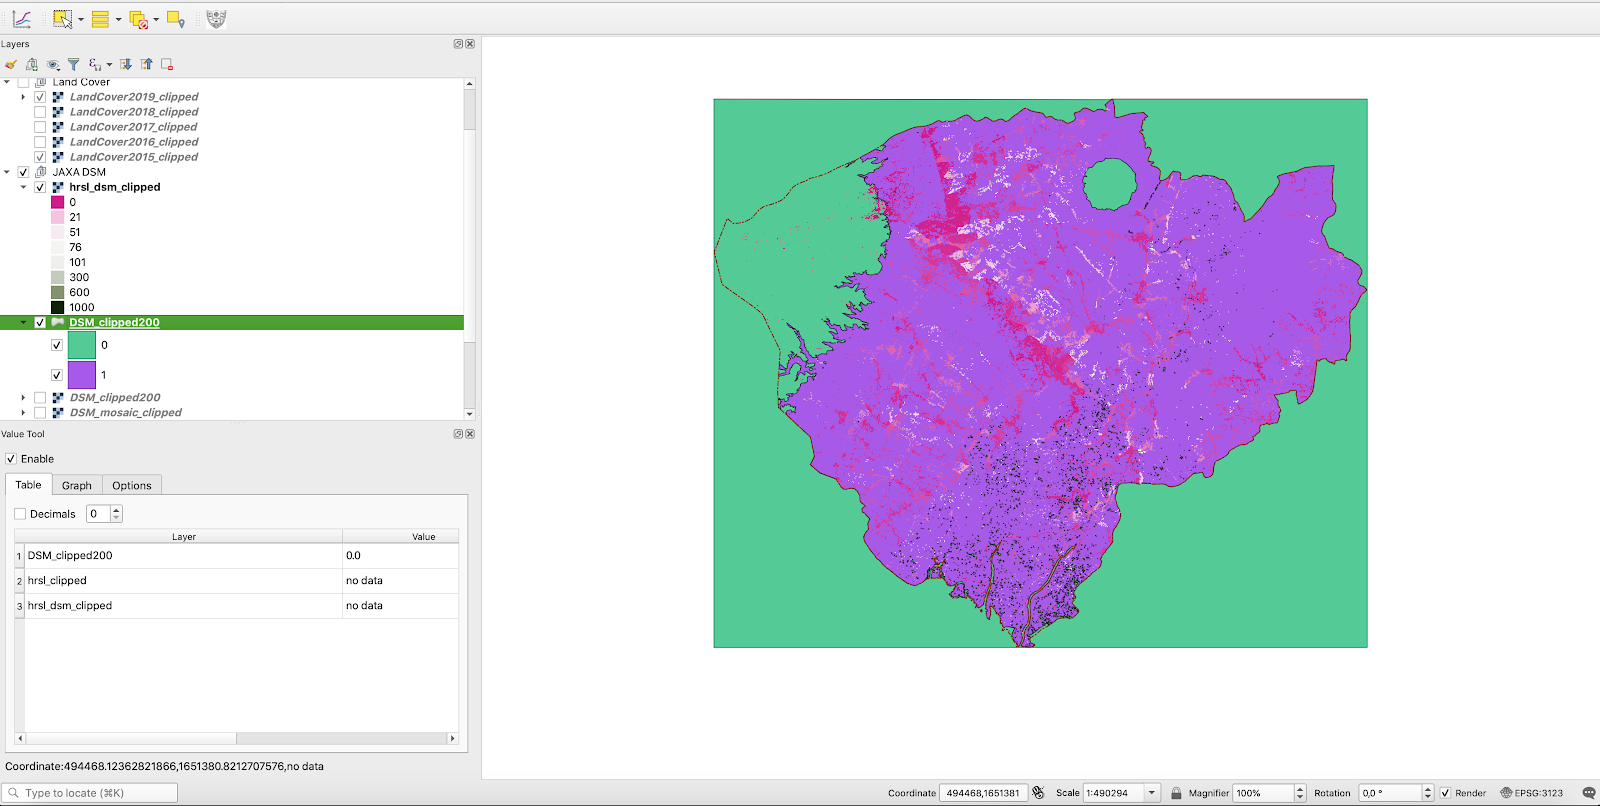 Layers
Land Cover
LandCover2019_clipped
LandCover2018_clipped
LandCover2017_clipped
LandCover2016_clipped
LandCover2015_clipped
JAXA DSM
hrsl_dsm_clipped
0
21
51
76
101
300
600
1000
DSM_clipped200
0
1
DSM_clipped200
DSM_mosaic_clipped
Value Tool
Enable
Table Graph Options
Decimals 0
Layer Value
1 DSM_clipped200 0.0
2 hrsl_clipped no data
3 hrsl_dsm_clipped no data
Coordinate:494468.12362821866,1651380.8212707576,no data
Type to locate (⌘K) Coordinate 494468,1651381 Scale 1:490294 Magnifier 100% Rotation 0,0 ° Render EPSG:3123